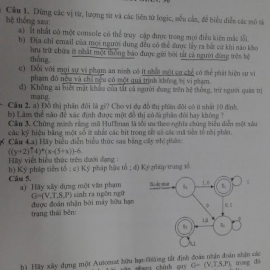 Câu 1. Dùng các vị từ, lượng từ và các liên từ lôgic, nếu cần, để biểu diễn các mô tả
hệ thống sau:
a) Ít nhất có một console có thể truy cập được trong mọi điều kiện mắc lỗi
b) Địa chỉ email của mọi người dùng đều có thể được lấy ra bất cứ khi nào kho
lưu trữ chứa ít nhất một thông báo được gửi bởi tất cả người dùng trên hệ
thống.
c) Đối với mọi sự vi phạm an ninh có ít nhất một cơ chế có thể phát hiện sự vi
phạm đó nếu và chỉ nếu có một quá trình không bị vi phạm.
d) Không ai biết mật khẩu của tất cả người dùng trên hệ thống, trừ người quản trị
mạng.
Câu 2. a) Đồ thị phân đôi là gì? Cho ví dụ đồ thị phân đôi có ít nhất 10 đỉnh.
b) Làm thế nào để xác định được một đồ thị có là phân đôi hay không?
Câu 3. Chứng minh rằng mã Huffman là tối ưu theo nghĩa chúng biểu diễn một xâu
các ký hiệu bằng một số ít nhất các bit trong tất cả các mã tiền tố nhị phân.
Câu 4.a) Hãy biểu diễn biểu thức sau bằng cây nhị phân:
((y+2)↑4)*(x-(5+x))-6.
Hãy viết biểu thức trên dưới dạng:
b) Ký pháp tiền tố; c) Ký pháp hậu tố; d) Ký pháp trung tố
Câu 5.
a) Hãy xây dựng một văn phạm
G=(V,T,S,P) sinh ra ngôn ngữ
được đoán nhận bởi máy hữu hạn
trạng thái bên:
b) Hãy xây dựng một Automat hữu hạn không tất định đoán nhận
G= (V,T,S,P), trong đó